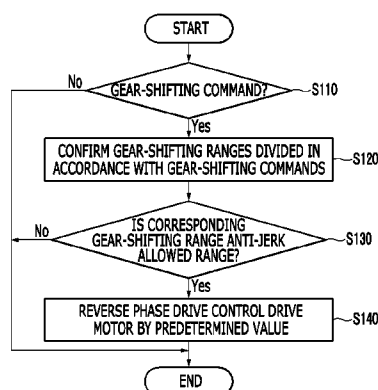 START
No
GEAR-SHIFTING COMMAND?
S110
Yes
CONFIRM GEAR-SHIFTING RANGES DIVIDED IN
ACCORDANCE WITH GEAR-SHIFTING COMMANDS
S120
No
IS CORRESPONDING
GEAR-SHIFTING RANGE ANTI-JERK
ALLOWED RANGE?
S130
Yes
REVERSE PHASE DRIVE CONTROL DRIVE
MOTOR BY PREDETERMINED VALUE
S140
END